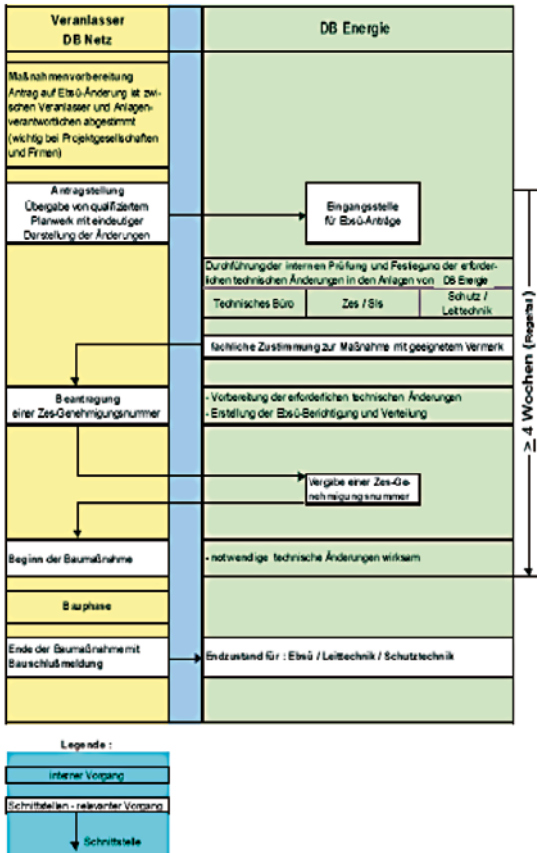 Veranlasser
DB Netz
DB Energie
Maßnahmenvorbereitung
Antrag auf Ebsü-Änderung ist zwi-
schen Veranlasser und Anlagen-
verantwortlichen abgestimmt
(wichtig bei Projektgesellschaften
und Firmen)
Antragstellung
Übergabe von qualifiziertem
Planwerk mit eindeutiger
Darstellung der Änderungen
Eingangsstelle
für Ebsü-Anträge
Durchführung der internen Prüfung und Festlegung der erforder-
lichen technischen Änderungen in den Anlagen von DB Energie
Technisches Büro
Zes / Sls
Schutz /
Leittechnik
fachliche Zustimmung zur Maßnahme mit geeignetem Vermerk
Beantragung
einer Zes-Genehmigungsnummer
- Vorbereitung der erforderlichen technischen Änderungen
- Erstellung der Ebsü-Berichtigung und Verteilung
Vergabe einer Zes-Ge-
nehmigungsnummer
Beginn der Baumaßnahme
- notwendige technische Änderungen wirksam
Bauphase
Ende der Baumaßnahme mit
Bauschlußmeldung
Endzustand für : Ebsü / Leittechnik / Schutztechnik
≥ 4 Wochen (Regelfall)
Legende :
interner Vorgang
Schnittstellen - relevanter Vorgang
Schnittstelle